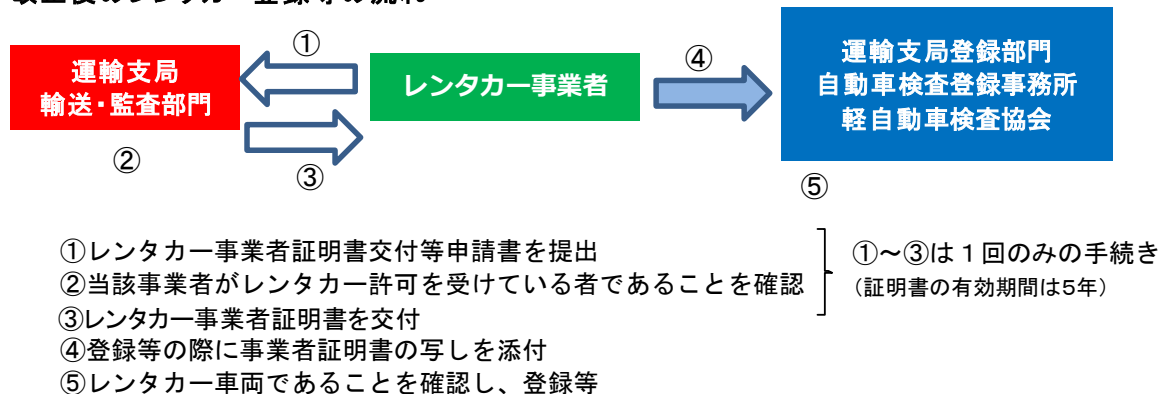 ①
④
運輸支局
輸送・監査部門
レンタカー事業者
運輸支局登録部門
自動車検査登録事務所
軽自動車検査協会
②
③
⑤
①レンタカー事業者証明書交付等申請書を提出
②当該事業者がレンタカー許可を受けている者であることを確認
③レンタカー事業者証明書を交付
④登録等の際に事業者証明書の写しを添付
⑤レンタカー車両であることを確認し、登録等
①～③は1回のみの手続き
（証明書の有効期間は5年）